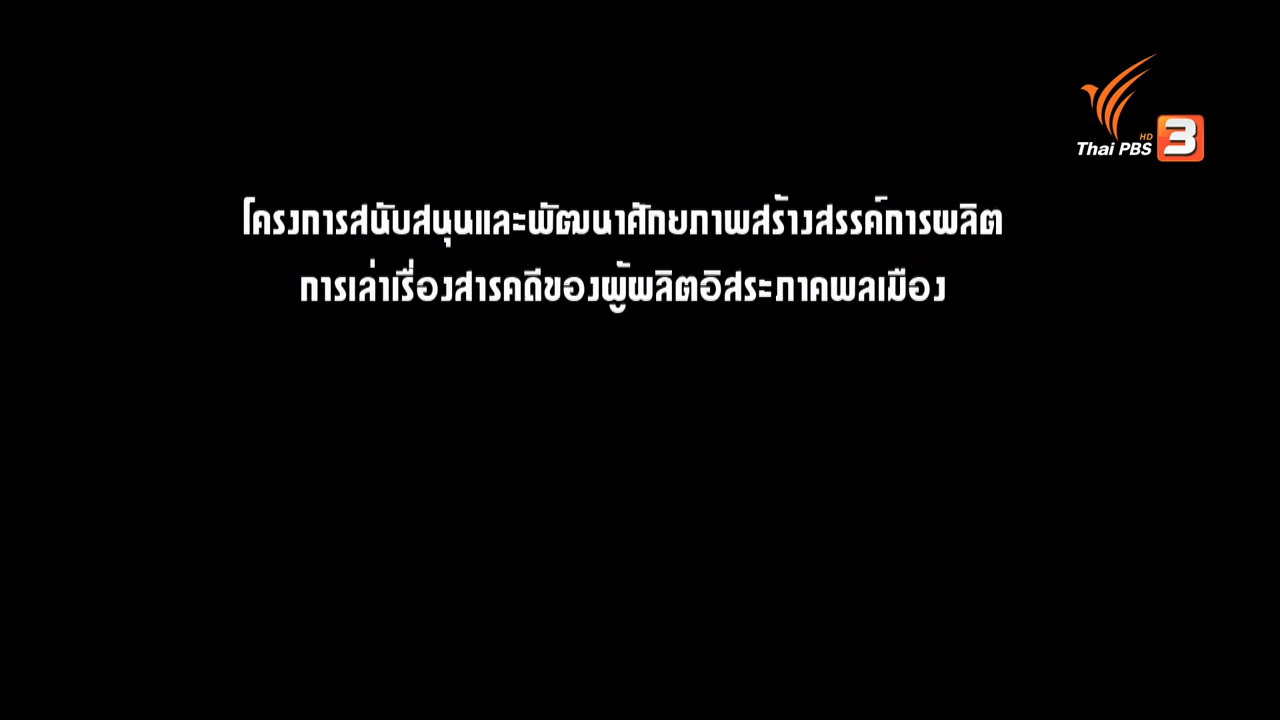 Thai PBS HD 3
โครงการสนับสนุนและพัฒนาศักยภาพสร้างสรรค์การผลิต
การเล่าเรื่องสารคดีของผู้ผลิตอิสระภาคพลเมือง